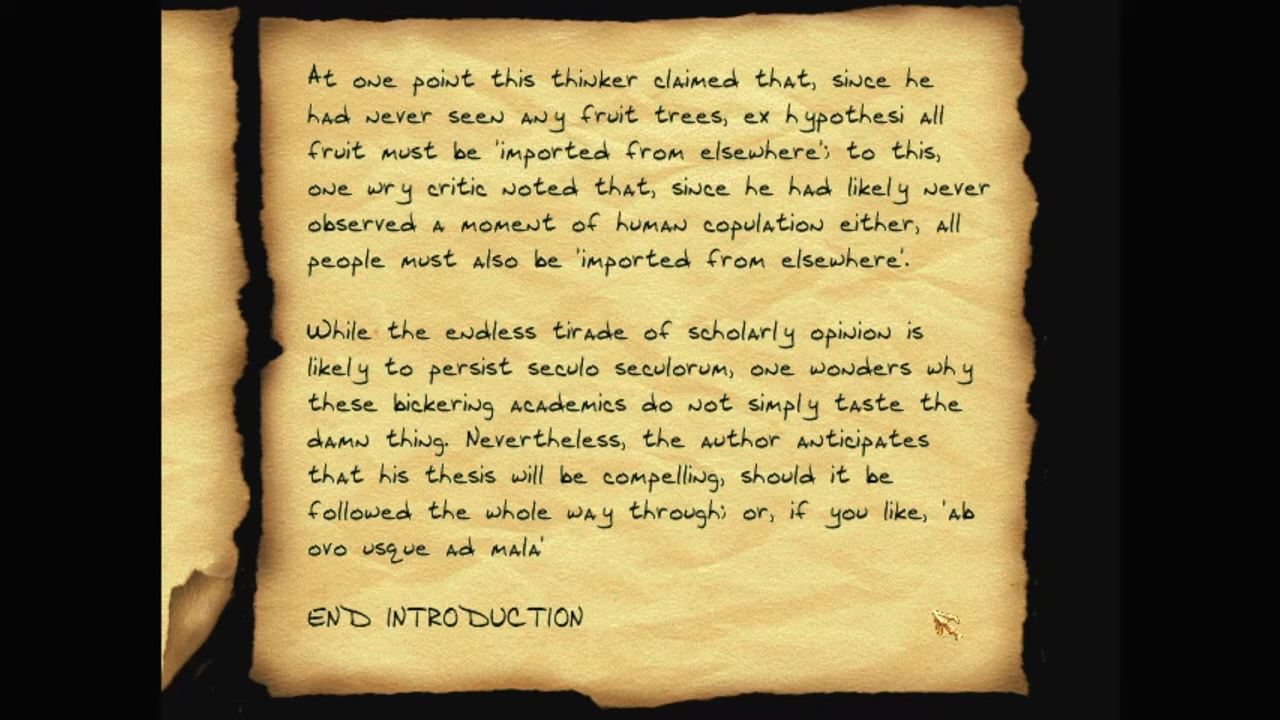 At one point this thinker claimed that, since he
had never seen any fruit trees, ex hypothesi all
fruit must be 'imported from elsewhere'; to this,
one wry critic noted that, since he had likely never
observed a moment of human copulation either, all
people must also be 'imported from elsewhere'.
While the endless tirade of scholarly opinion is
likely to persist seculo seculorum, one wonders why
these bickering academics do not simply taste the
damn thing. Nevertheless, the author anticipates
that his thesis will be compelling, should it be
followed the whole way through; or, if you like, 'ab
ovo usque ad mala'
END INTRODUCTION